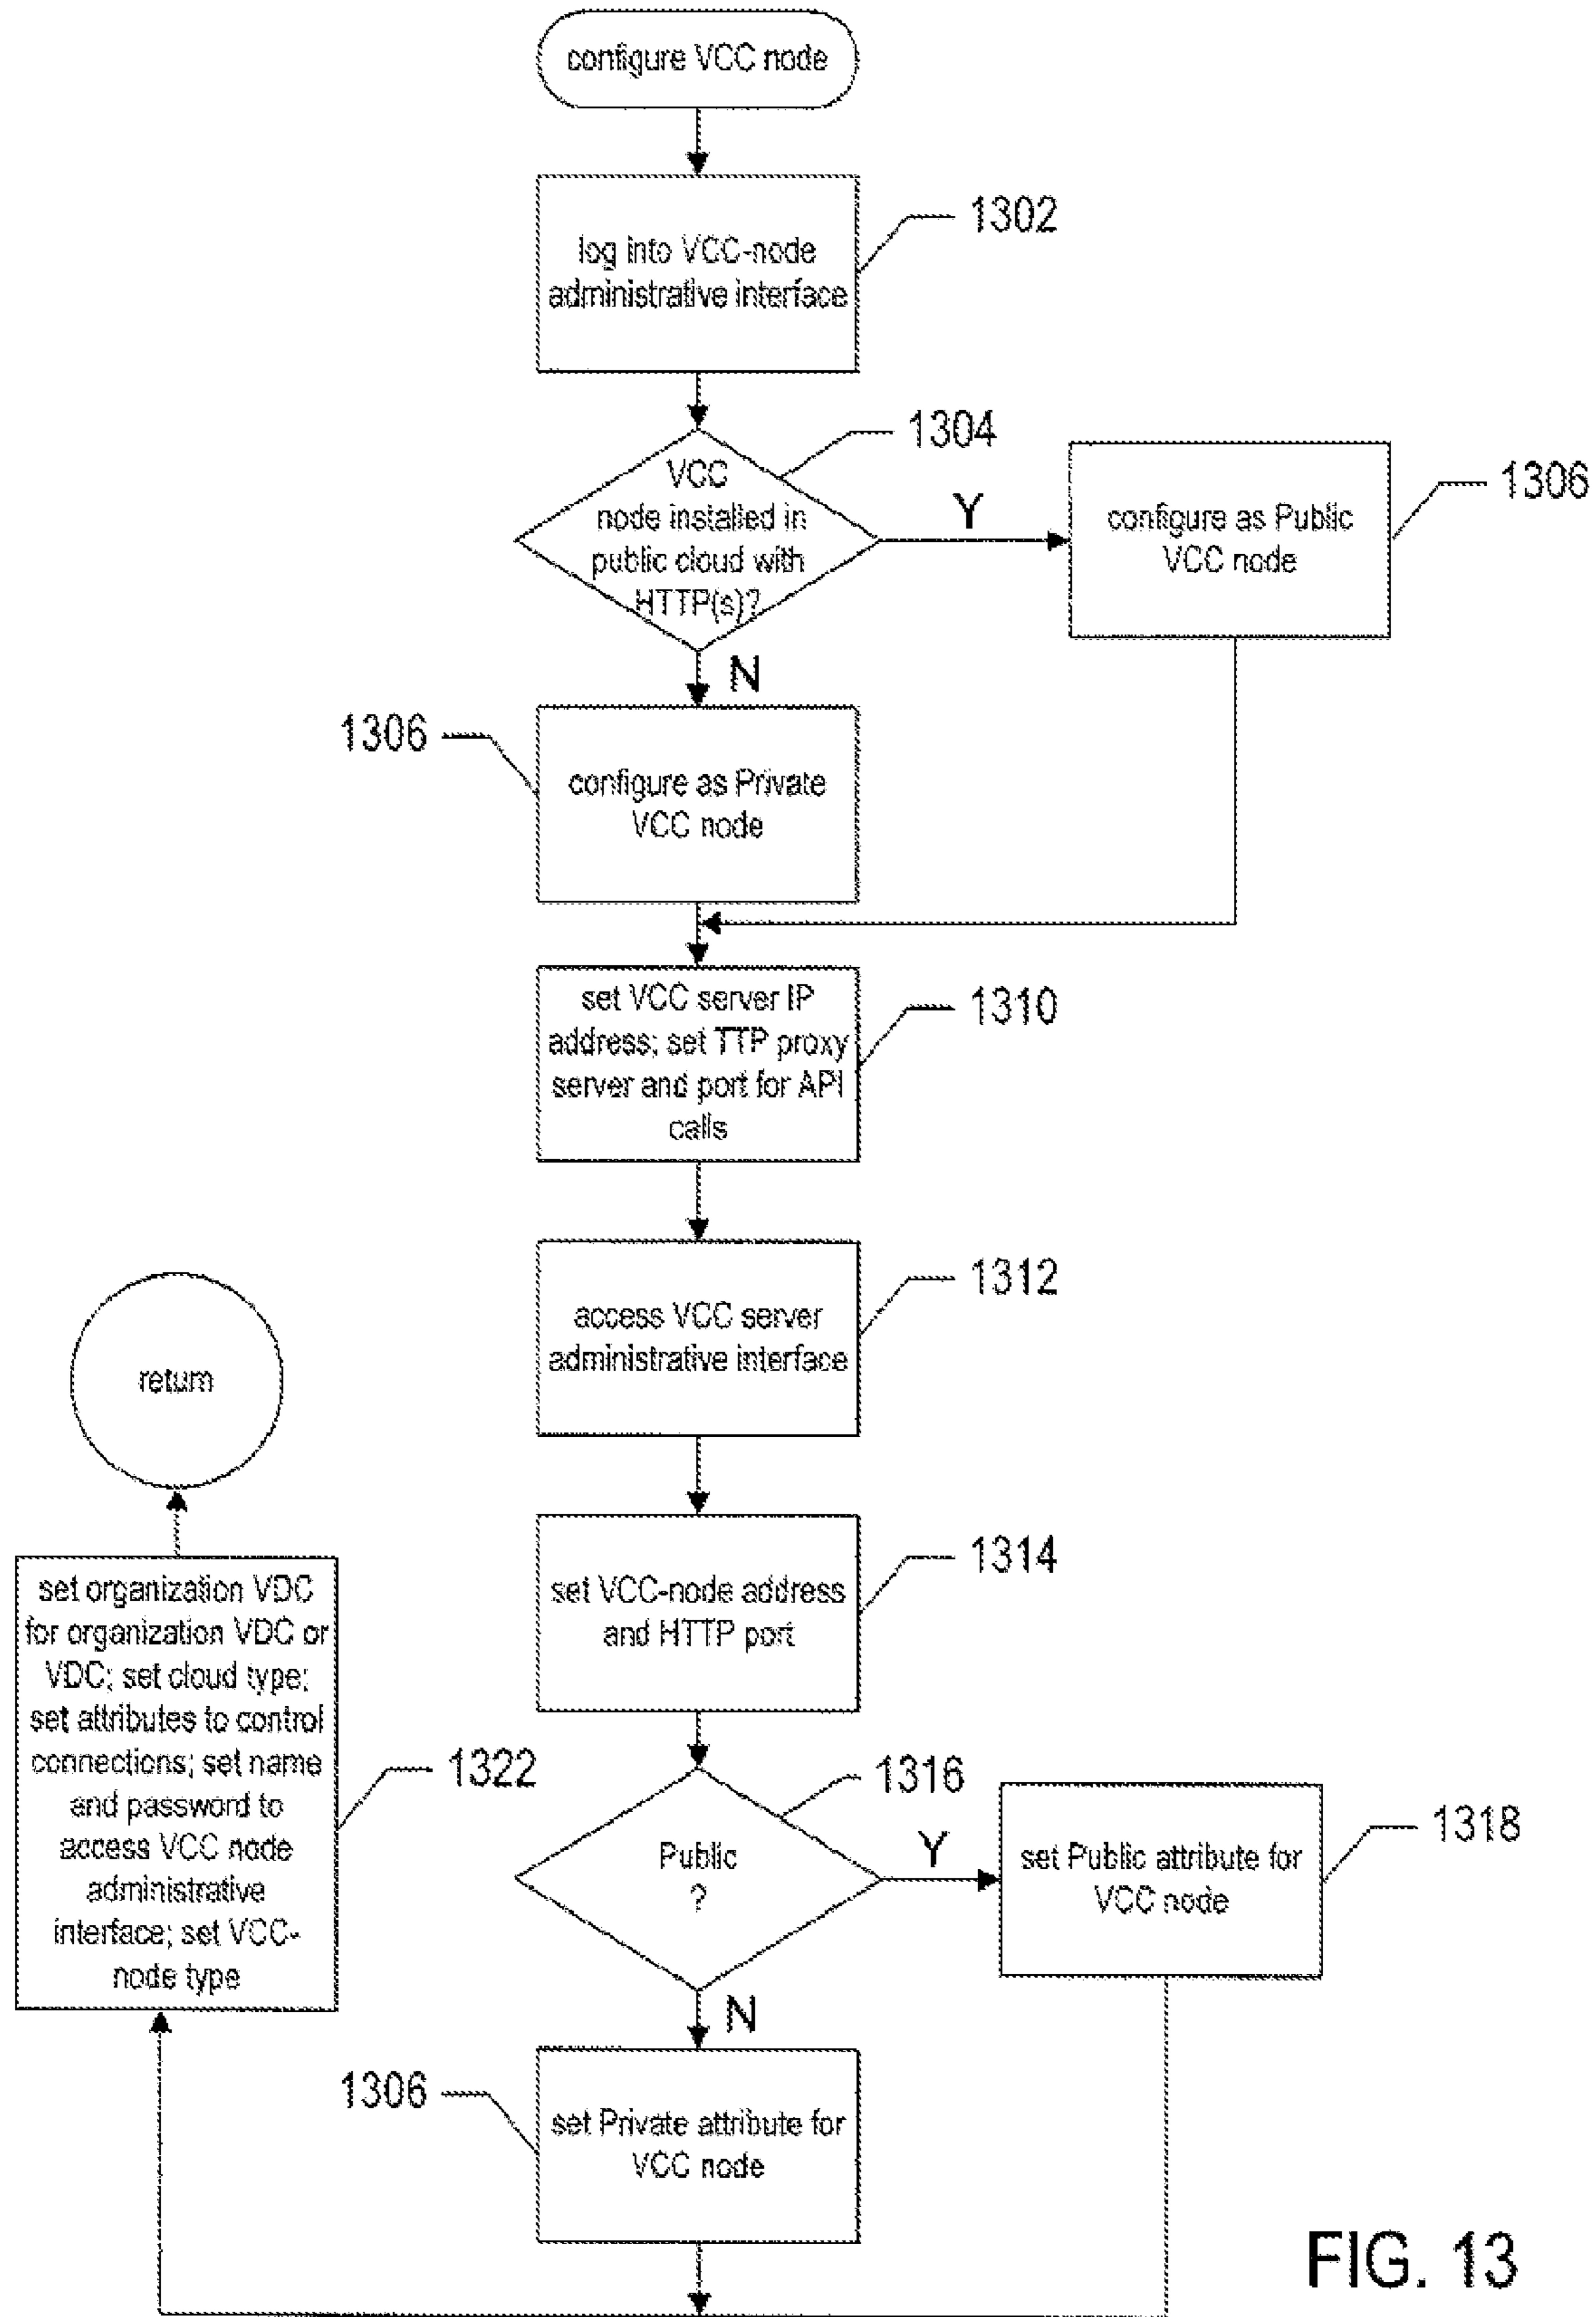 configure VCC node
log into VCC-node
administrative interface
1302
VCC
node installed in
public cloud with
HTTP(s)?
1304
Y
configure as Public
VCC node
1306
N
1306
configure as Private
VCC node
set VCC server IP
address; set TTP proxy
server and port for API
calls
1310
access VCC server
administrative interface
1312
set VCC-node address
and HTTP port
1314
Public
?
1316
Y
set Public attribute for
VCC node
1318
N
1306
set Private attribute for
VCC node
set organization VDC
for organization VDC or
VDC; set cloud type;
set attributes to control
connections; set name
and password to
access VCC node
administrative
interface; set VCC-
node type
1322
return
FIG. 13